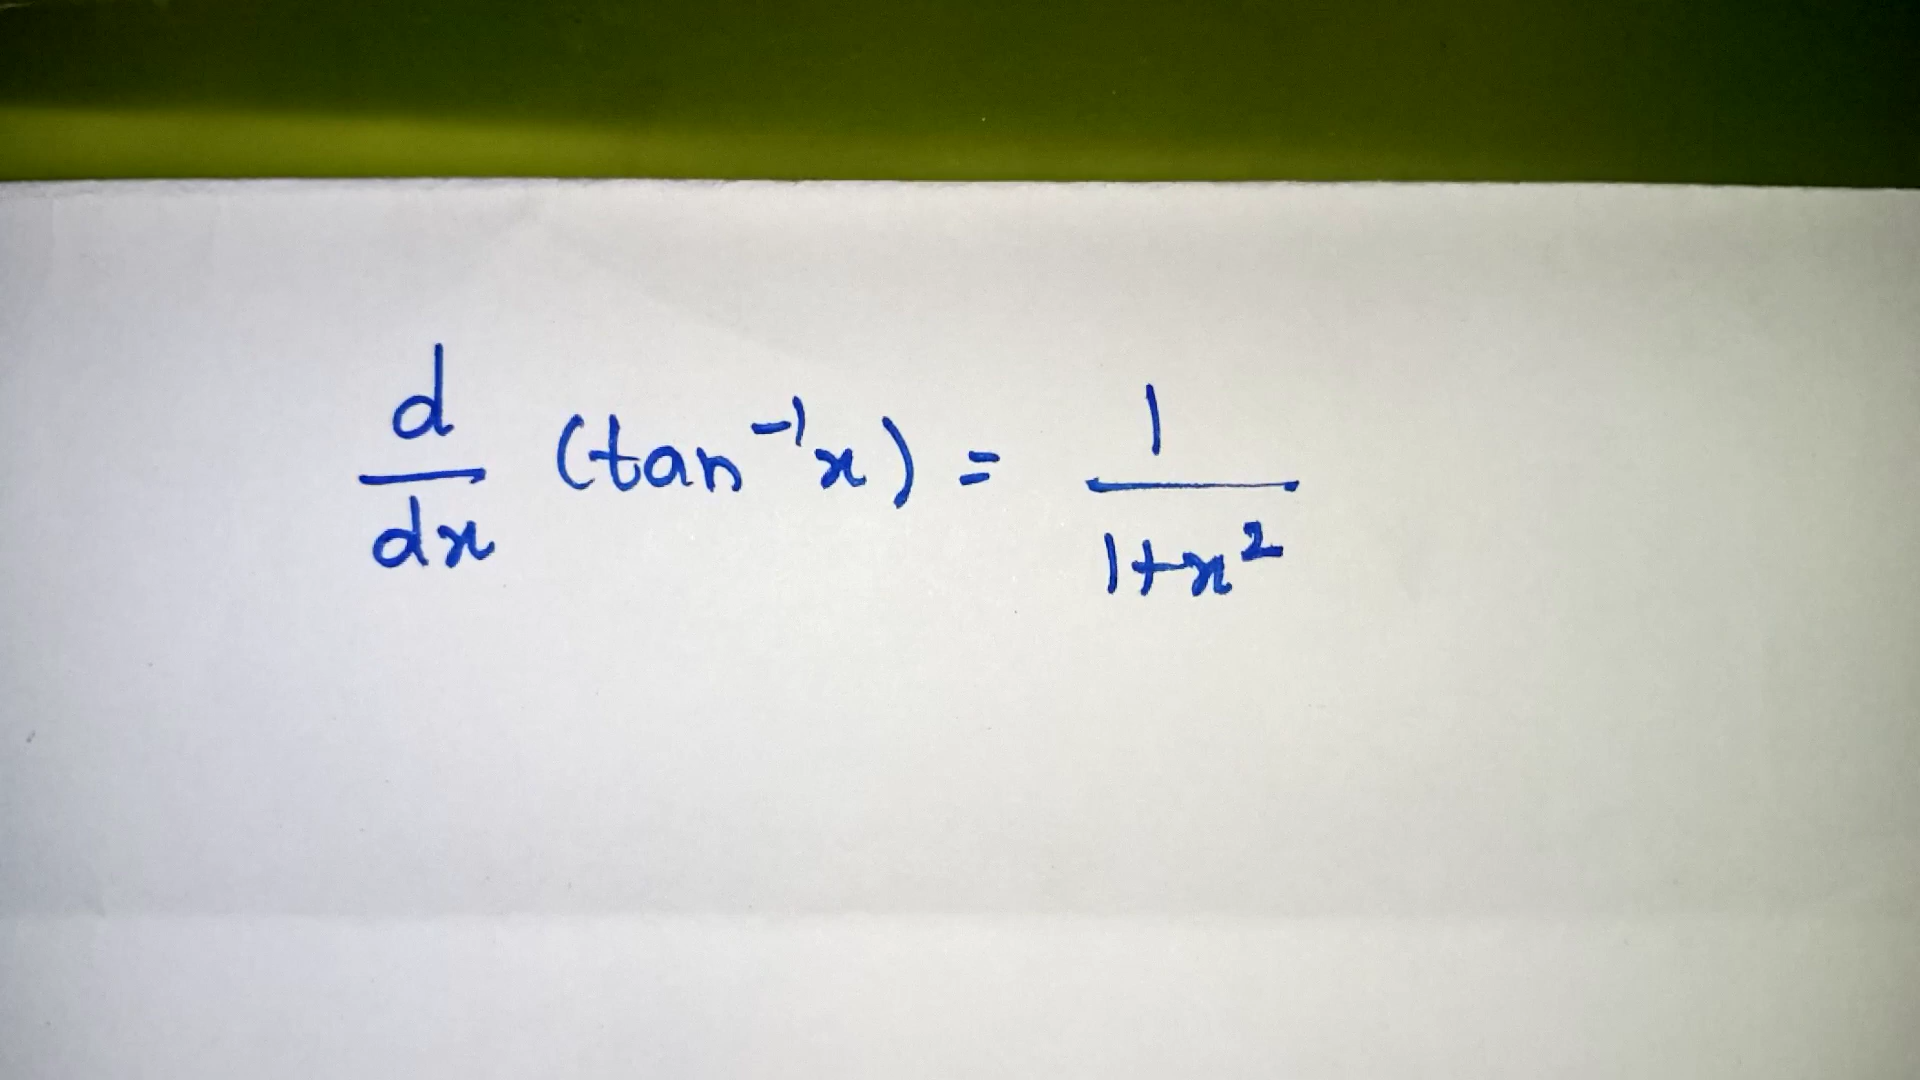 d/dx (tan⁻¹x) = 1/(1+x²)